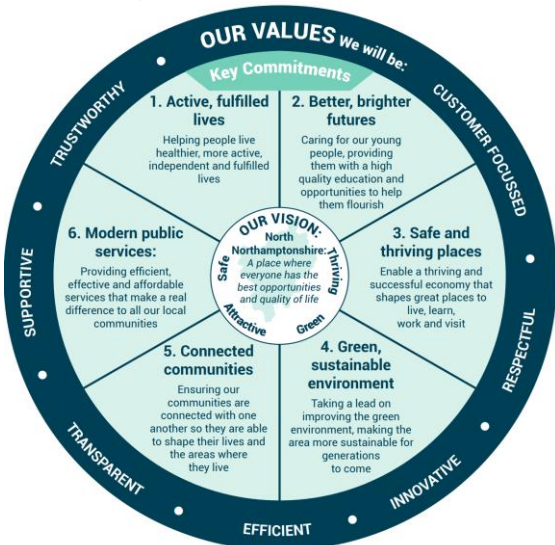 OUR VALUES We will be:
Key Commitments
1. Active, fulfilled
lives
Helping people live
healthier, more active,
independent and fulfilled
lives
2. Better, brighter
futures
Caring for our young
people, providing
them with a high
quality education and
opportunities to help
them flourish
3. Safe and
thriving places
Enable a thriving and
successful economy that
shapes great places to
live, learn,
work and visit
4. Green,
sustainable
environment
Taking a lead on
improving the green
environment, making the
area more sustainable for
generations
to come
5. Connected
communities
Ensuring our
communities are
connected with one
another so they are able
to shape their lives and
the areas where
they live
6. Modern public
services:
Providing efficient,
effective and affordable
services that make a real
difference to all our local
communities
OUR VISION:
North
Northamptonshire:
A place where
everyone has the
best opportunities
and quality of life
Safe
Thriving
Attractive
Green
CUSTOMER FOCUSSED
RESPECTFUL
INNOVATIVE
EFFICIENT
TRANSPARENT
SUPPORTIVE
TRUSTWORTHY